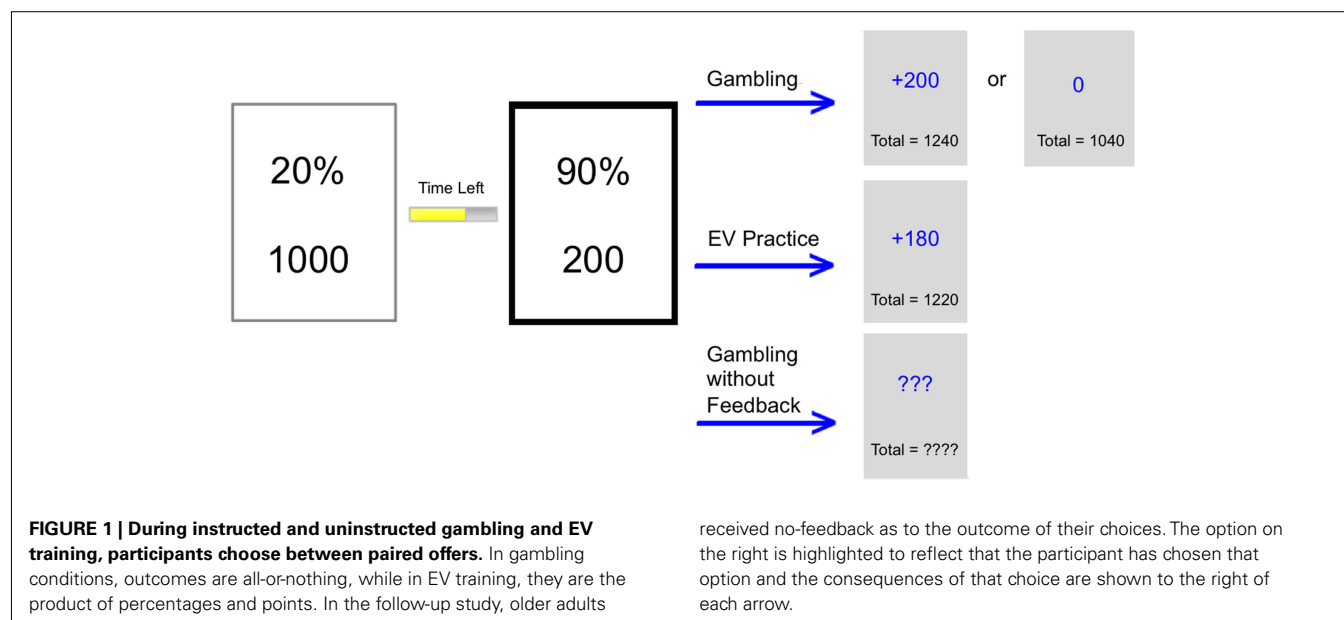 20%
1000
Time Left
90%
200
Gambling
+200
Total = 1240
or
0
Total = 1040
EV Practice
+180
Total = 1220
Gambling
without
Feedback
???
Total = ????
FIGURE 1 | During instructed and uninstructed gambling and EV
training, participants choose between paired offers. In gambling
conditions, outcomes are all-or-nothing, while in EV training, they are the
product of percentages and points. In the follow-up study, older adults
received no-feedback as to the outcome of their choices. The option on
the right is highlighted to reflect that the participant has chosen that
option and the consequences of that choice are shown to the right of
each arrow.